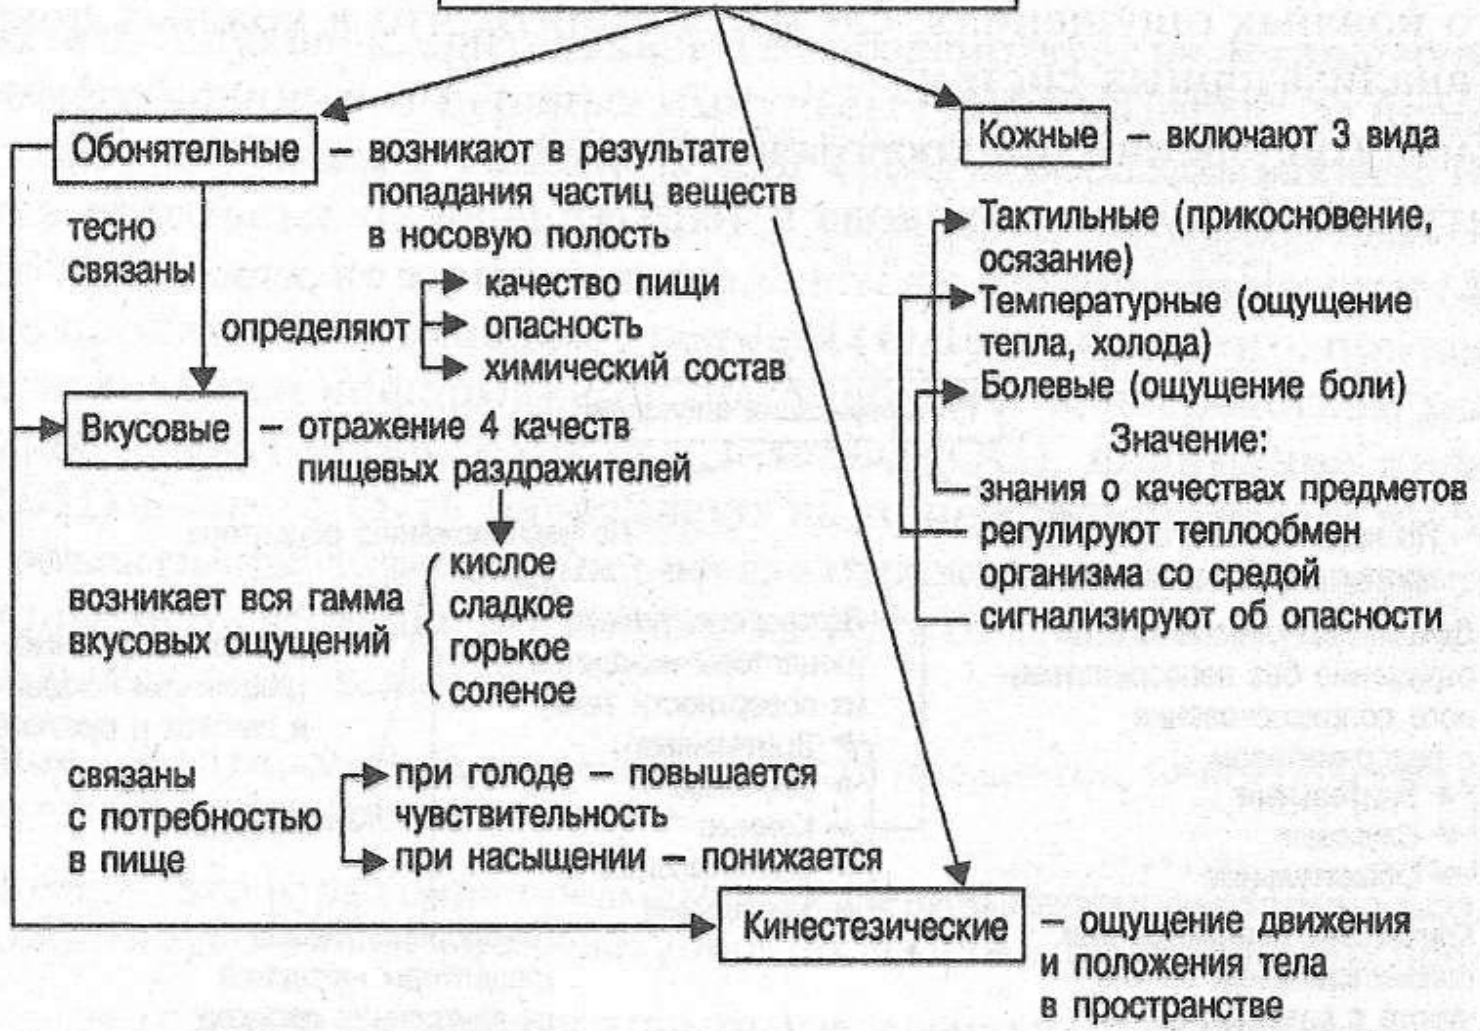 Обонятельные – возникают в результате
попадания частиц веществ
в носовую полость
тесно
связаны
определяют
качество пищи
опасность
химический состав
Вкусовые – отражение 4 качеств
пищевых раздражителей
возникает вся гамма
вкусовых ощущений
кислое
сладкое
горькое
соленое
связаны
с потребностью
в пище
при голоде – повышается
чувствительность
при насыщении – понижается
Кожные – включают 3 вида
Тактильные (прикосновение,
осязание)
Температурные (ощущение
тепла, холода)
Болевые (ощущение боли)
Значение:
знания о качествах предметов
регулируют теплообмен
организма со средой
сигнализируют об опасности
Кинестезические – ощущение движения
и положения тела
в пространстве